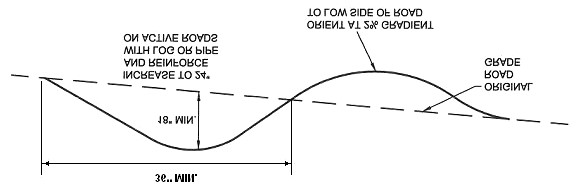 INCREASE TO 24"
AND REINFORCE
WITH LOG OR PIPE
ON ACTIVE ROADS
ORIENT AT 2% GRADIENT
TO LOW SIDE OF ROAD
ORIGINAL
ROAD
GRADE
18" MIN.
36" MIN.